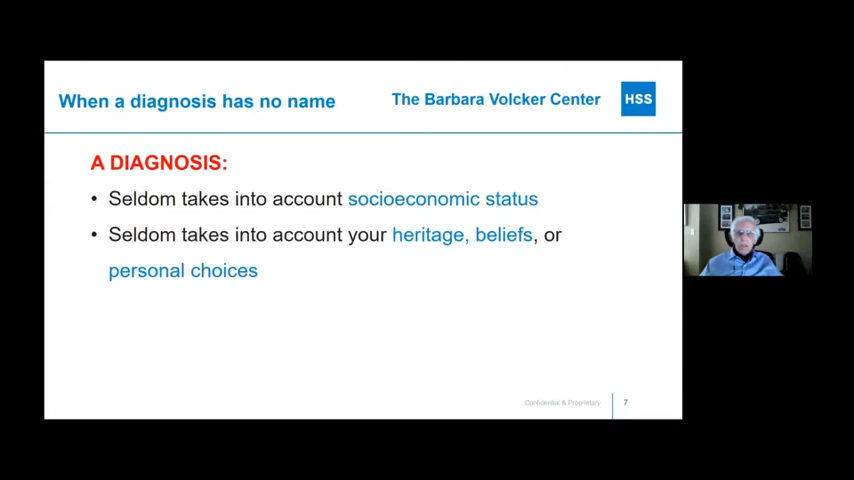 When a diagnosis has no name
The Barbara Volcker Center
HSS
A DIAGNOSIS:
• Seldom takes into account socioeconomic status
• Seldom takes into account your heritage, beliefs, or
personal choices
Confidential & Proprietary
7